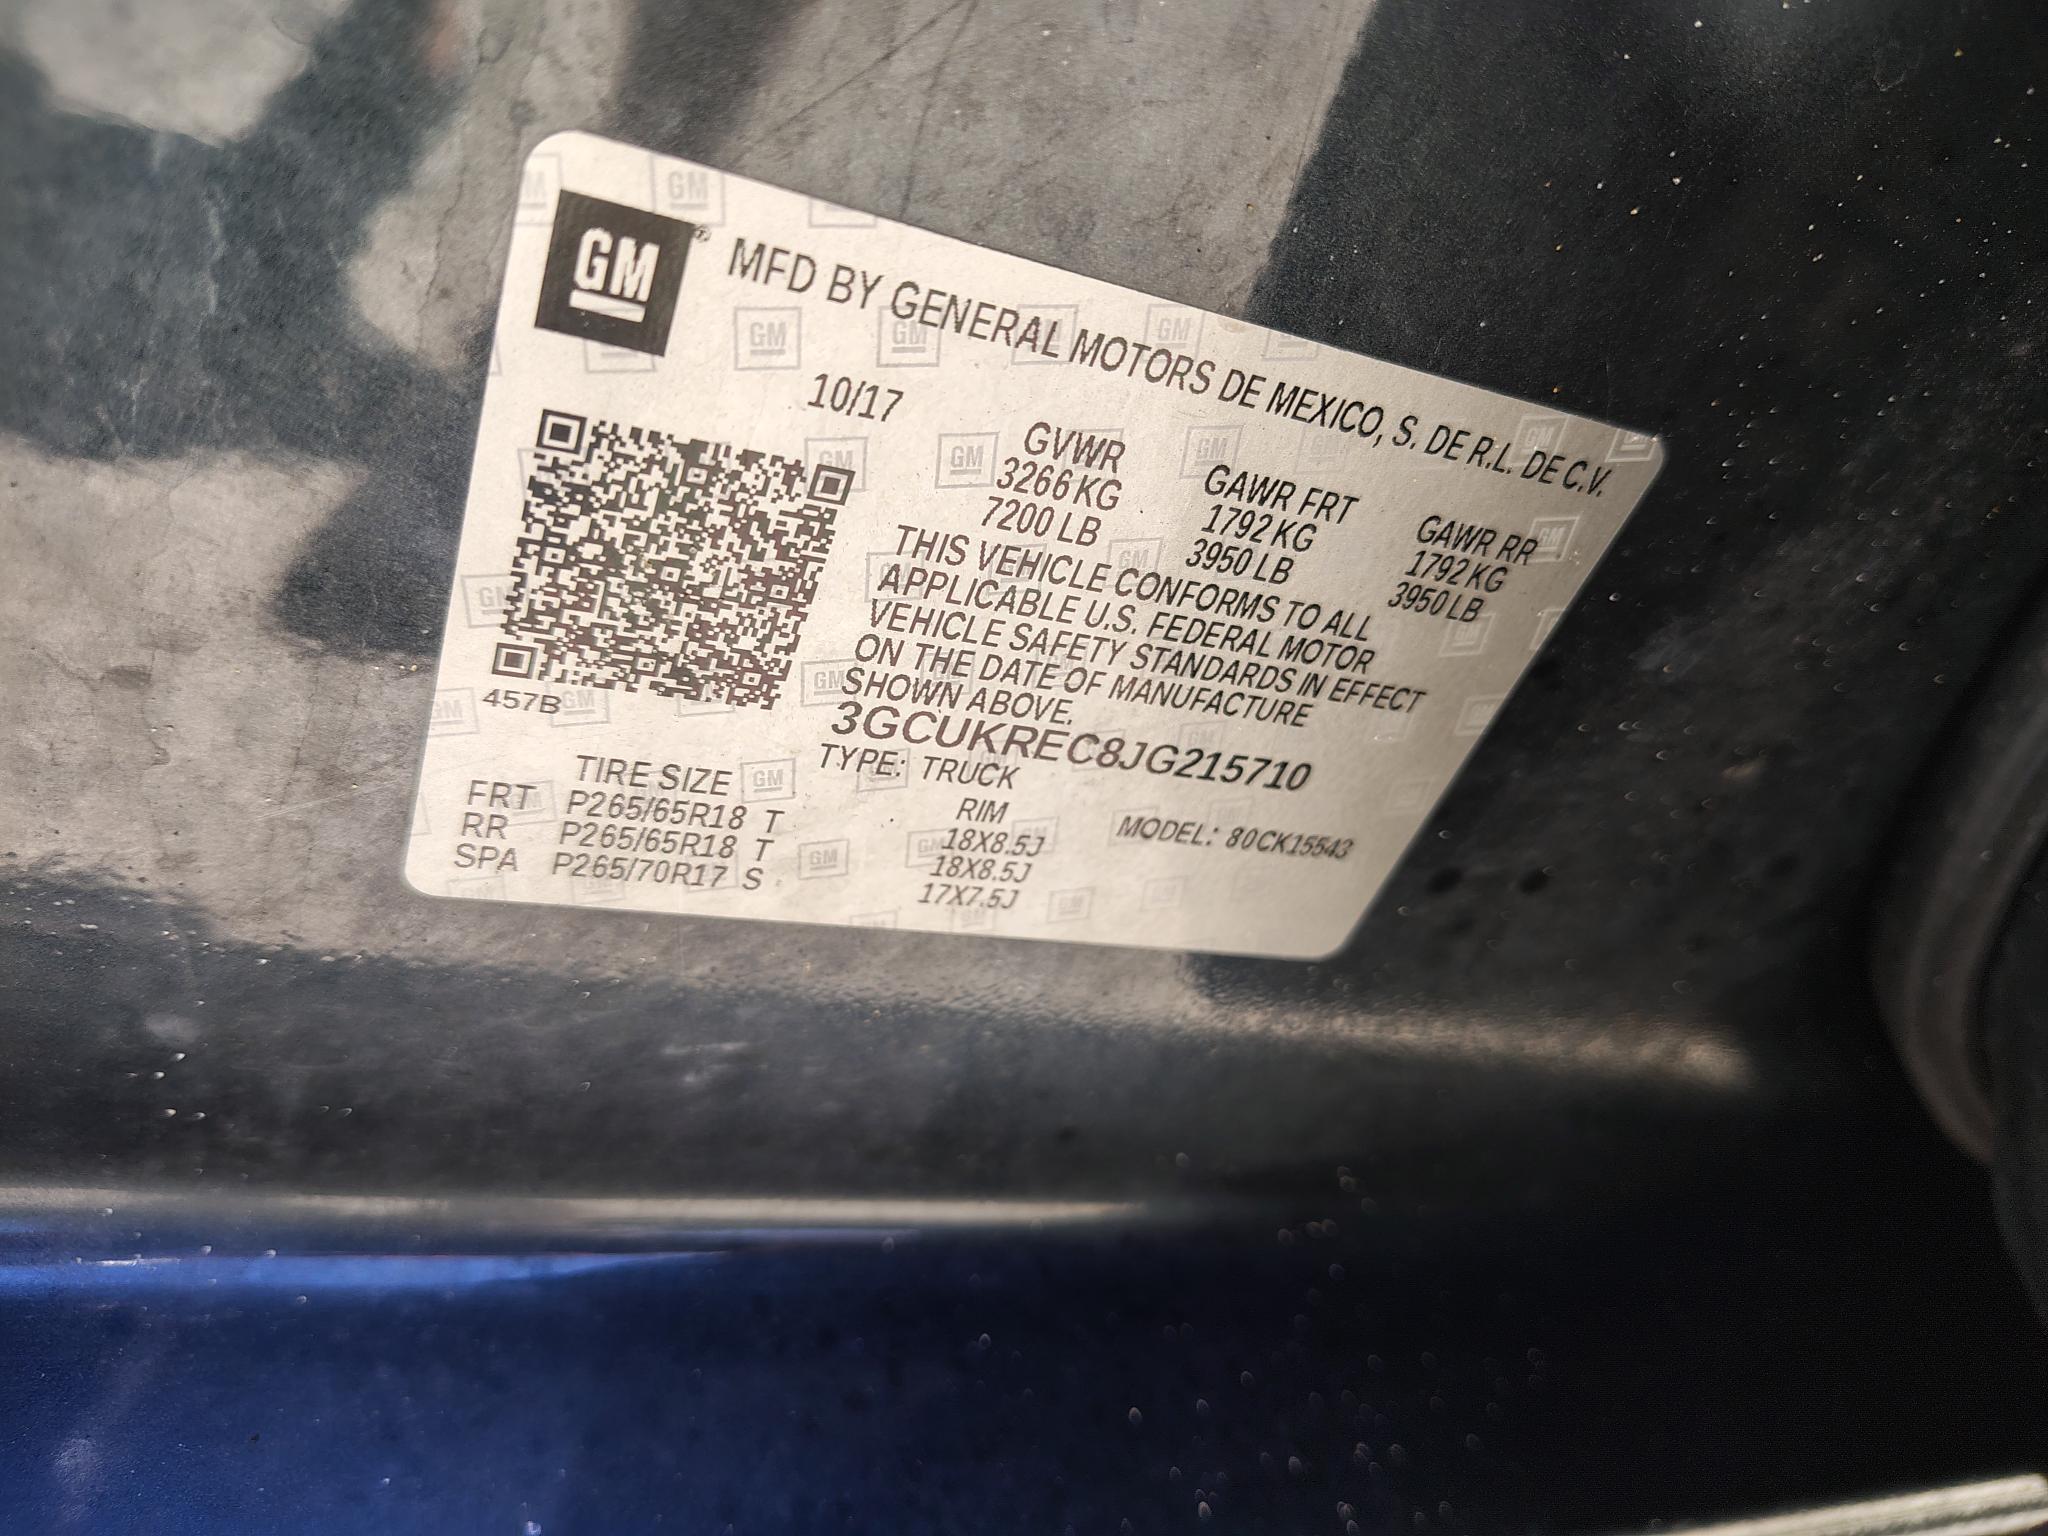 GM® MFD BY GENERAL MOTORS DE MEXICO, S. DE R.L. DE C.V.
10/17
GVWR GAWR FRT GAWR RR
3266 KG 1792 KG 1792 KG
7200 LB 3950 LB 3950 LB
THIS VEHICLE CONFORMS TO ALL
APPLICABLE U.S. FEDERAL MOTOR
VEHICLE SAFETY STANDARDS IN EFFECT
ON THE DATE OF MANUFACTURE
SHOWN ABOVE.
457B
3GCUKREC8JG215710
TYPE: TRUCK
MODEL: 80CK15543
TIRE SIZE RIM
FRT P265/65R18 T 18X8.5J
RR P265/65R18 T 18X8.5J
SPA P265/70R17 S 17X7.5J